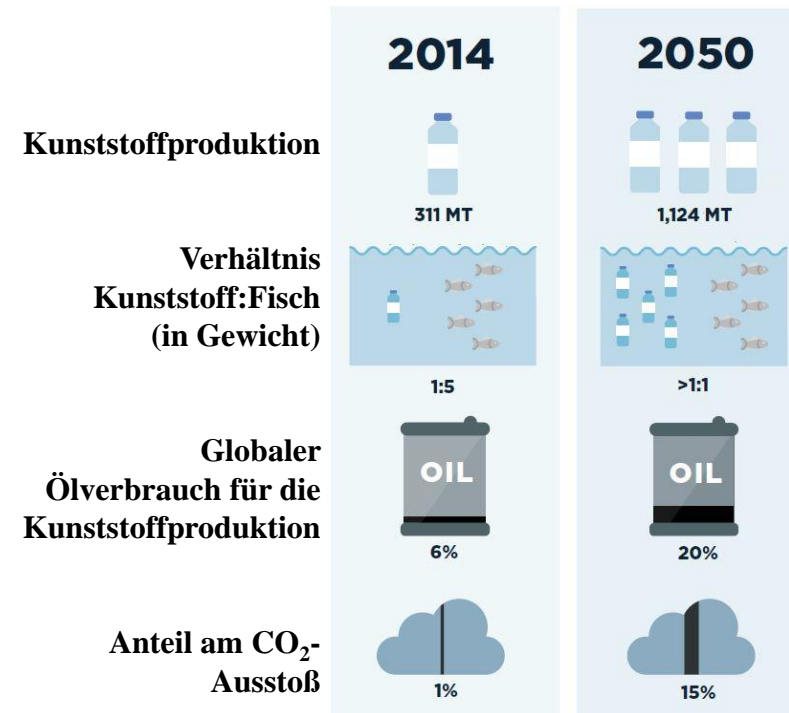 2014
2050
Kunststoffproduktion
311 MT
1,124 MT
Verhältnis
Kunststoff:Fisch
(in Gewicht)
1:5
>1:1
Globaler
Ölverbrauch für die
Kunststoffproduktion
OIL
OIL
6%
20%
Anteil am CO₂-
Ausstoß
1%
15%